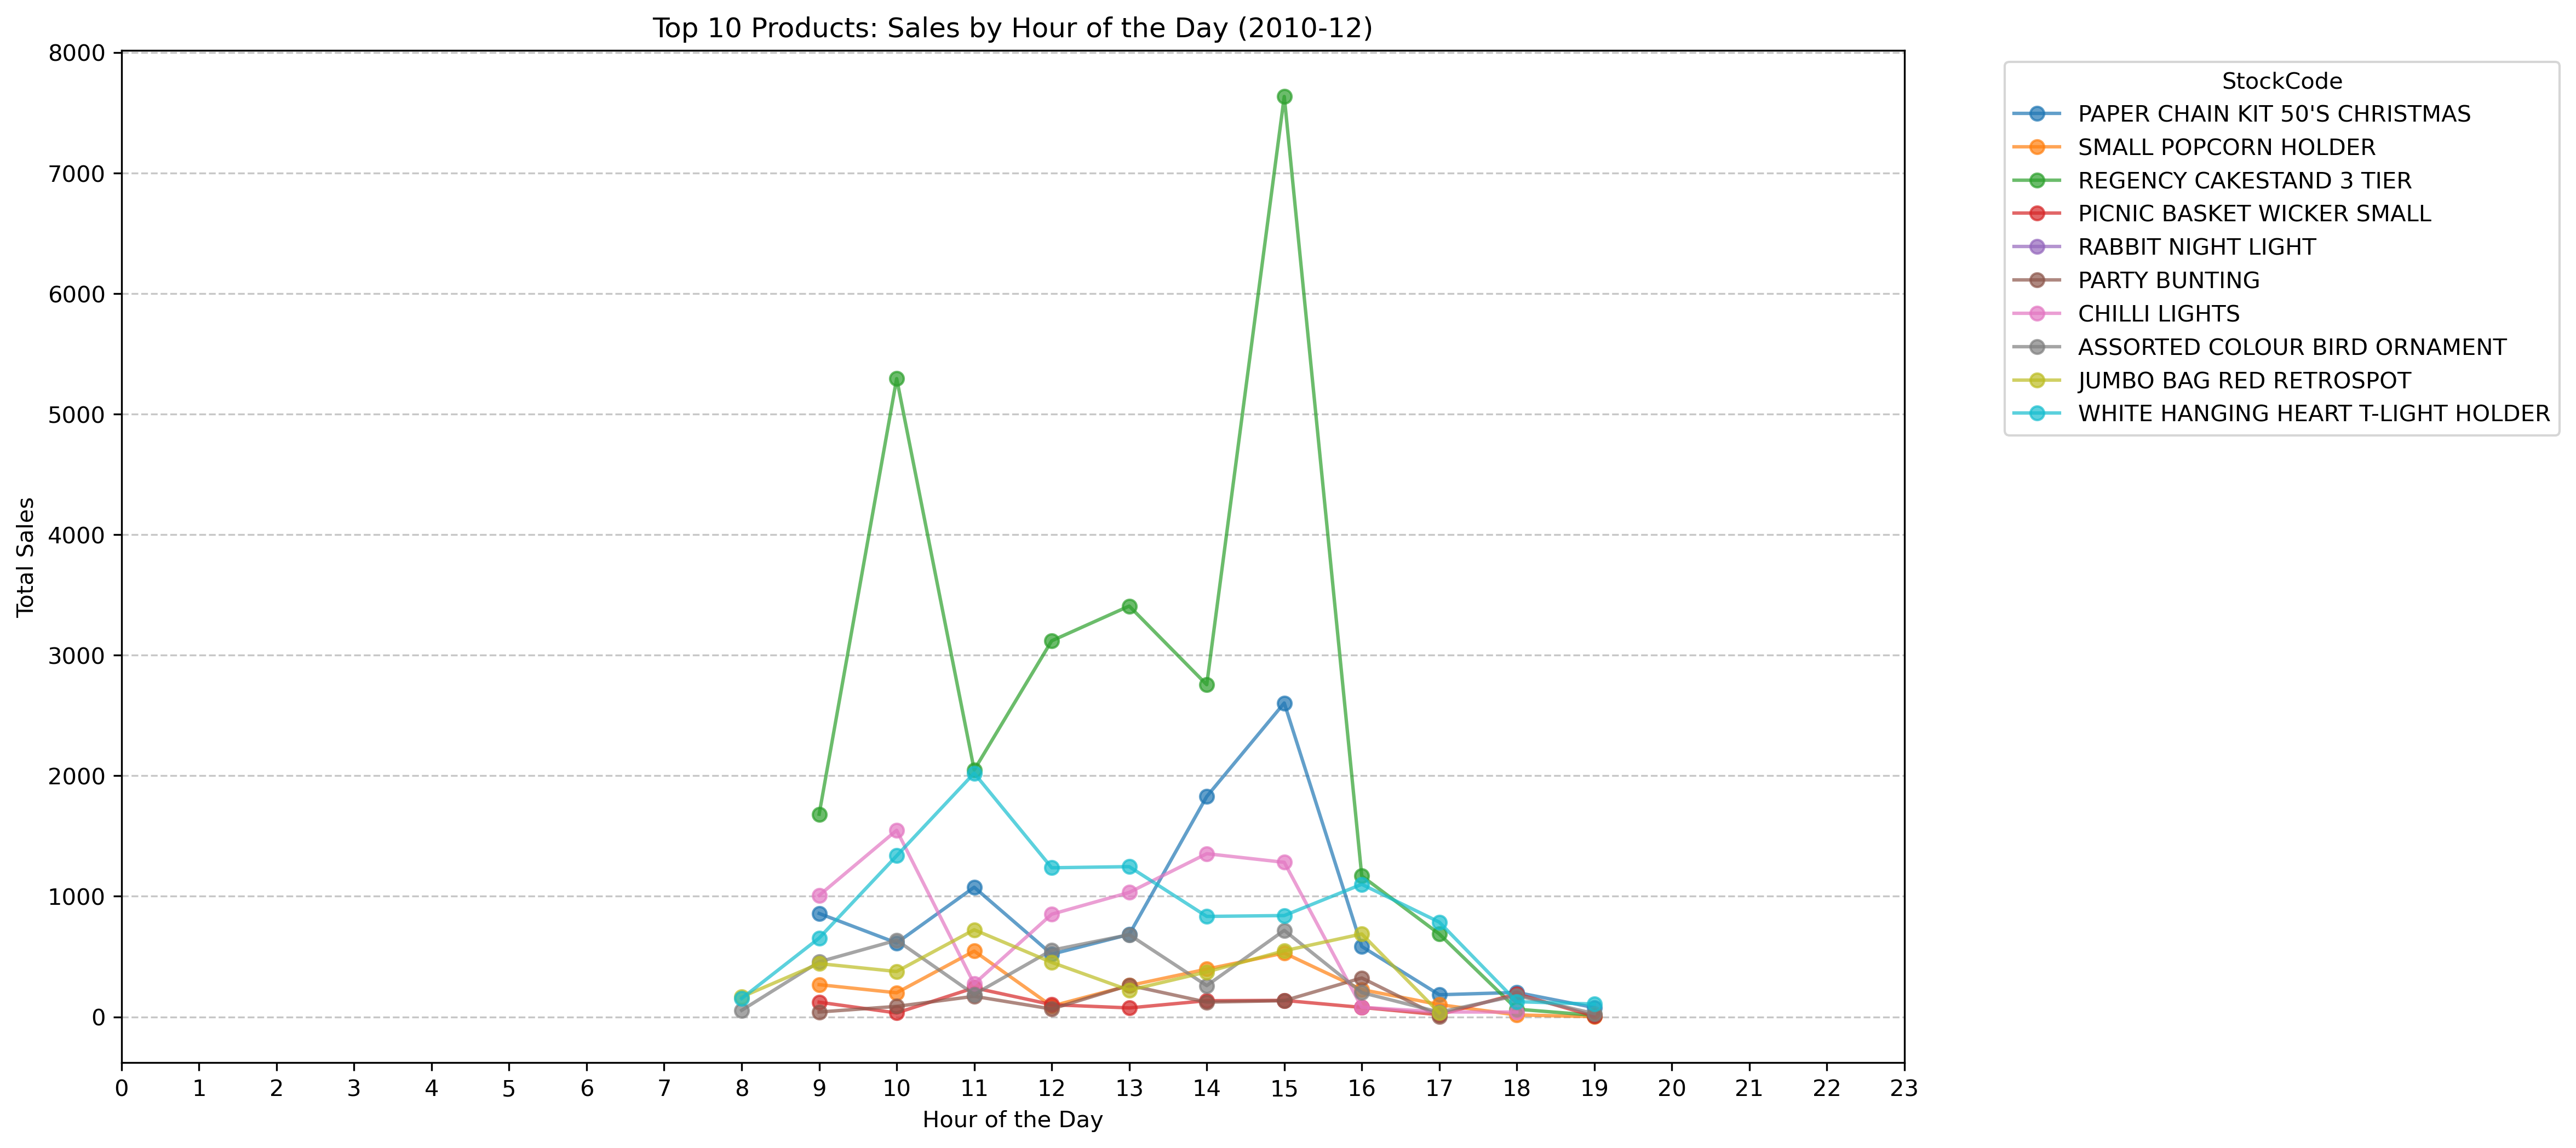 Top 10 Products: Sales by Hour of the Day (2010-12)
8000
7000
6000
5000
4000
3000
2000
1000
0
Total Sales
0 1 2 3 4 5 6 7 8 9 10 11 12 13 14 15 16 17 18 19 20 21 22 23
Hour of the Day
StockCode
PAPER CHAIN KIT 50'S CHRISTMAS
SMALL POPCORN HOLDER
REGENCY CAKESTAND 3 TIER
PICNIC BASKET WICKER SMALL
RABBIT NIGHT LIGHT
PARTY BUNTING
CHILLI LIGHTS
ASSORTED COLOUR BIRD ORNAMENT
JUMBO BAG RED RETROSPOT
WHITE HANGING HEART T-LIGHT HOLDER